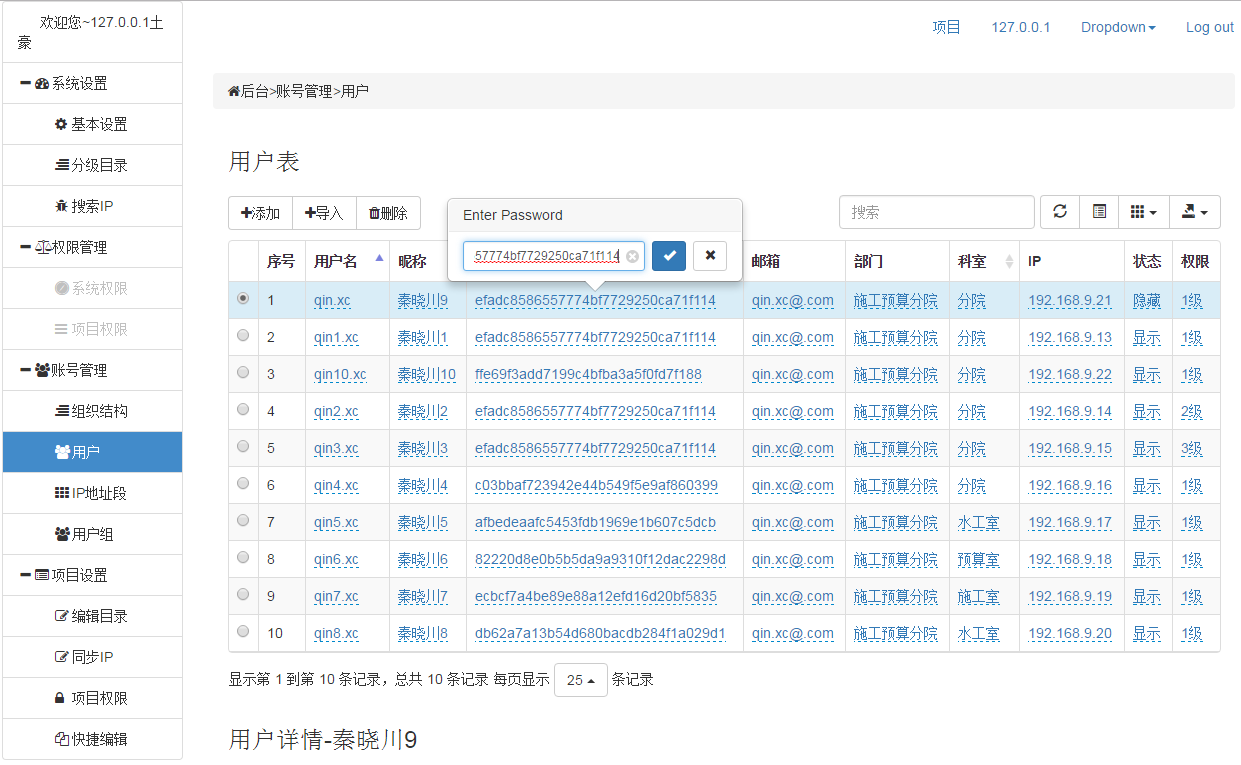 欢迎您~127.0.0.1土
豪
系统设置
基本设置
分级目录
搜索IP
权限管理
系统权限
项目权限
账号管理
组织结构
用户
IP地址段
用户组
项目设置
编辑目录
同步IP
项目权限
快捷编辑
项目 127.0.0.1 Dropdown Log out
后台>账号管理>用户
用户表
添加 导入 删除 搜索
Enter Password
57774bf7729250ca71f114
序号 用户名 昵称 邮箱 部门 科室 IP 状态 权限
1 qin.xc 秦晓川9 efadc8586557774bf7729250ca71f114 qin.xc@.com 施工预算分院 分院 192.168.9.21 隐藏 1级
2 qin1.xc 秦晓川1 efadc8586557774bf7729250ca71f114 qin.xc@.com 施工预算分院 分院 192.168.9.13 显示 1级
3 qin10.xc 秦晓川10 ffe69f3add7199c4bfba3a5f0fd7f188 qin.xc@.com 施工预算分院 分院 192.168.9.22 显示 1级
4 qin2.xc 秦晓川2 efadc8586557774bf7729250ca71f114 qin.xc@.com 施工预算分院 分院 192.168.9.14 显示 2级
5 qin3.xc 秦晓川3 efadc8586557774bf7729250ca71f114 qin.xc@.com 施工预算分院 分院 192.168.9.15 显示 3级
6 qin4.xc 秦晓川4 c03bbaf723942e44b549f5e9af860399 qin.xc@.com 施工预算分院 分院 192.168.9.16 显示 1级
7 qin5.xc 秦晓川5 afbedeaafc5453fdb1969e1b607c5dcb qin.xc@.com 施工预算分院 水工室 192.168.9.17 显示 1级
8 qin6.xc 秦晓川6 82220d8e0b5b5da9a9310f12dac2298d qin.xc@.com 施工预算分院 预算室 192.168.9.18 显示 1级
9 qin7.xc 秦晓川7 ecbcf7a4be89e88a12efd16d20bf5835 qin.xc@.com 施工预算分院 施工室 192.168.9.19 显示 1级
10 qin8.xc 秦晓川8 db62a7a13b54d680bacdb284f1a029d1 qin.xc@.com 施工预算分院 水工室 192.168.9.20 显示 1级
显示第 1 到第 10 条记录，总共 10 条记录 每页显示 25 条记录
用户详情-秦晓川9